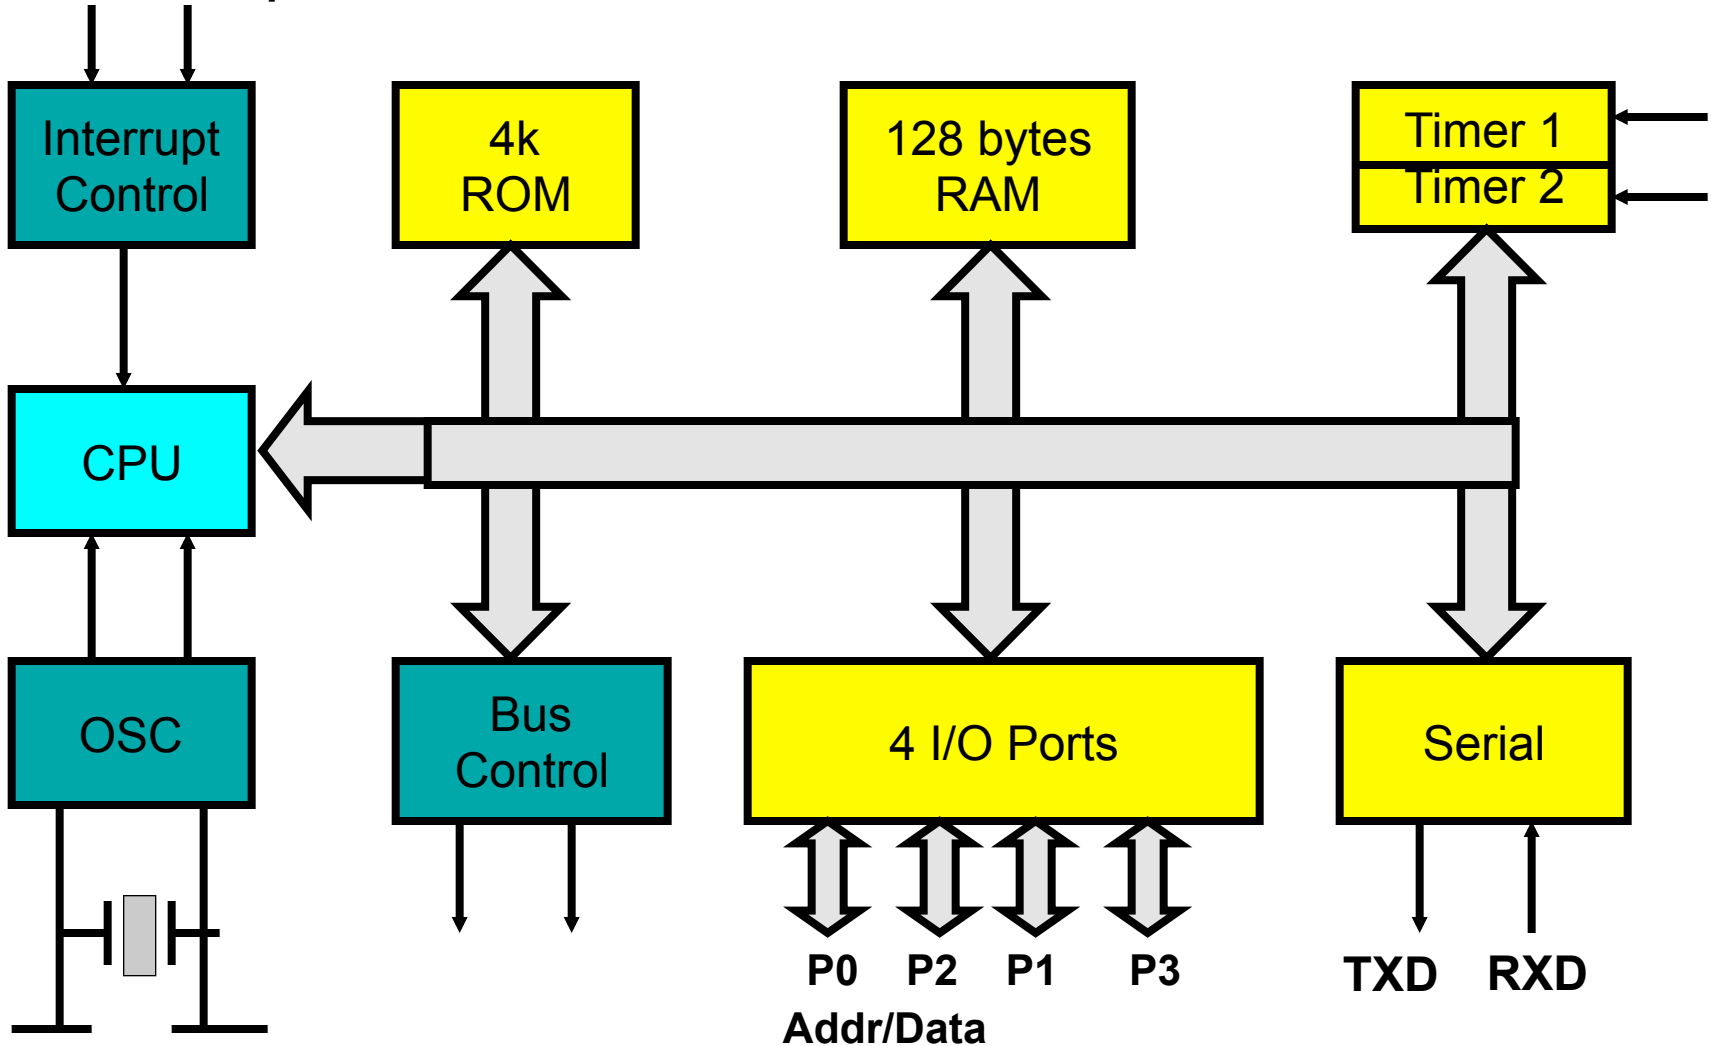 Interrupt
Control
4k
ROM
128 bytes
RAM
Timer 1
Timer 2
CPU
OSC
Bus
Control
4 I/O Ports
Serial
P0 P2 P1 P3
Addr/Data
TXD RXD